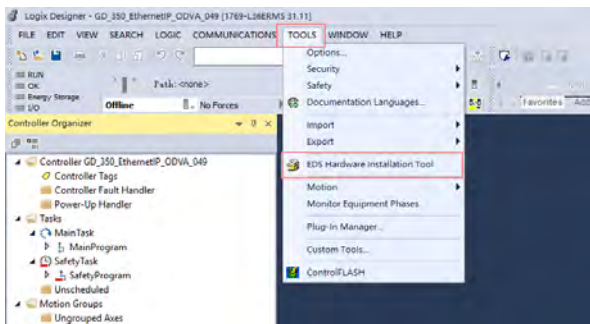 Logix Designer - GD_350_EthernetIP_ODVA_049 [1769-L36ERMS 31.11]
FILE EDIT VIEW SEARCH LOGIC COMMUNICATIONS TOOLS WINDOW HELP
RUN
OK
Energy Storage
I/O
Path: <none>
Offline
No Forces
Favorites
Add
Controller Organizer
Controller GD_350_EthernetIP_ODVA_049
Controller Tags
Controller Fault Handler
Power-Up Handler
Tasks
MainTask
MainProgram
SafetyTask
SafetyProgram
Unscheduled
Motion Groups
Ungrouped Axes
Options...
Security
Safety
Documentation Languages...
Import
Export
EDS Hardware Installation Tool
Motion
Monitor Equipment Phases
Plug-In Manager...
Custom Tools...
ControlFLASH